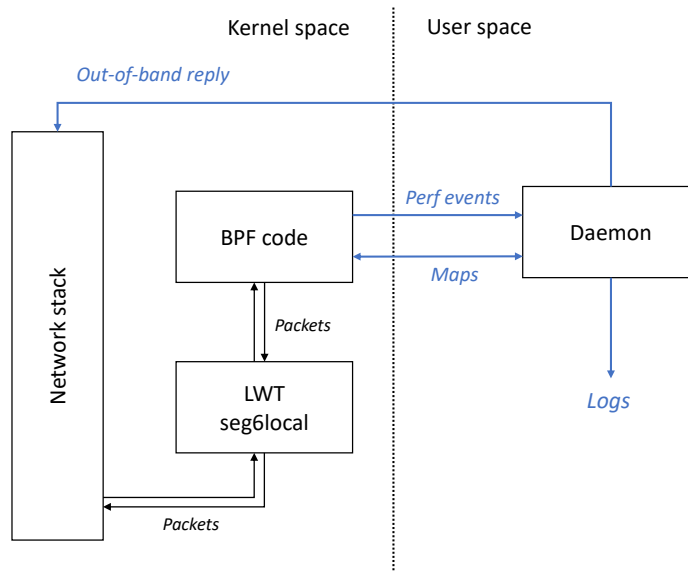 Kernel space
User space
Out-of-band reply
Perf events
BPF code
Daemon
Maps
Network stack
Packets
LWT
seg6local
Logs
Packets